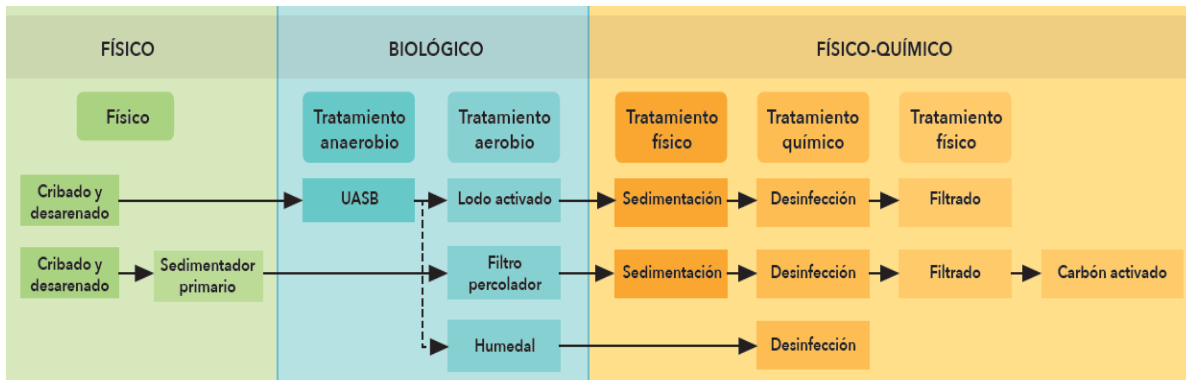 FÍSICO
BIOLÓGICO
FÍSICO-QUÍMICO
Físico
Tratamiento
anaerobio
Tratamiento
aerobio
Tratamiento
físico
Tratamiento
químico
Tratamiento
físico
Cribado y
desarenado
UASB
Lodo activado
Sedimentación
Desinfección
Filtrado
Cribado y
desarenado
Sedimentador
primario
Filtro
percolador
Sedimentación
Desinfección
Filtrado
Carbón activado
Humedal
Desinfección